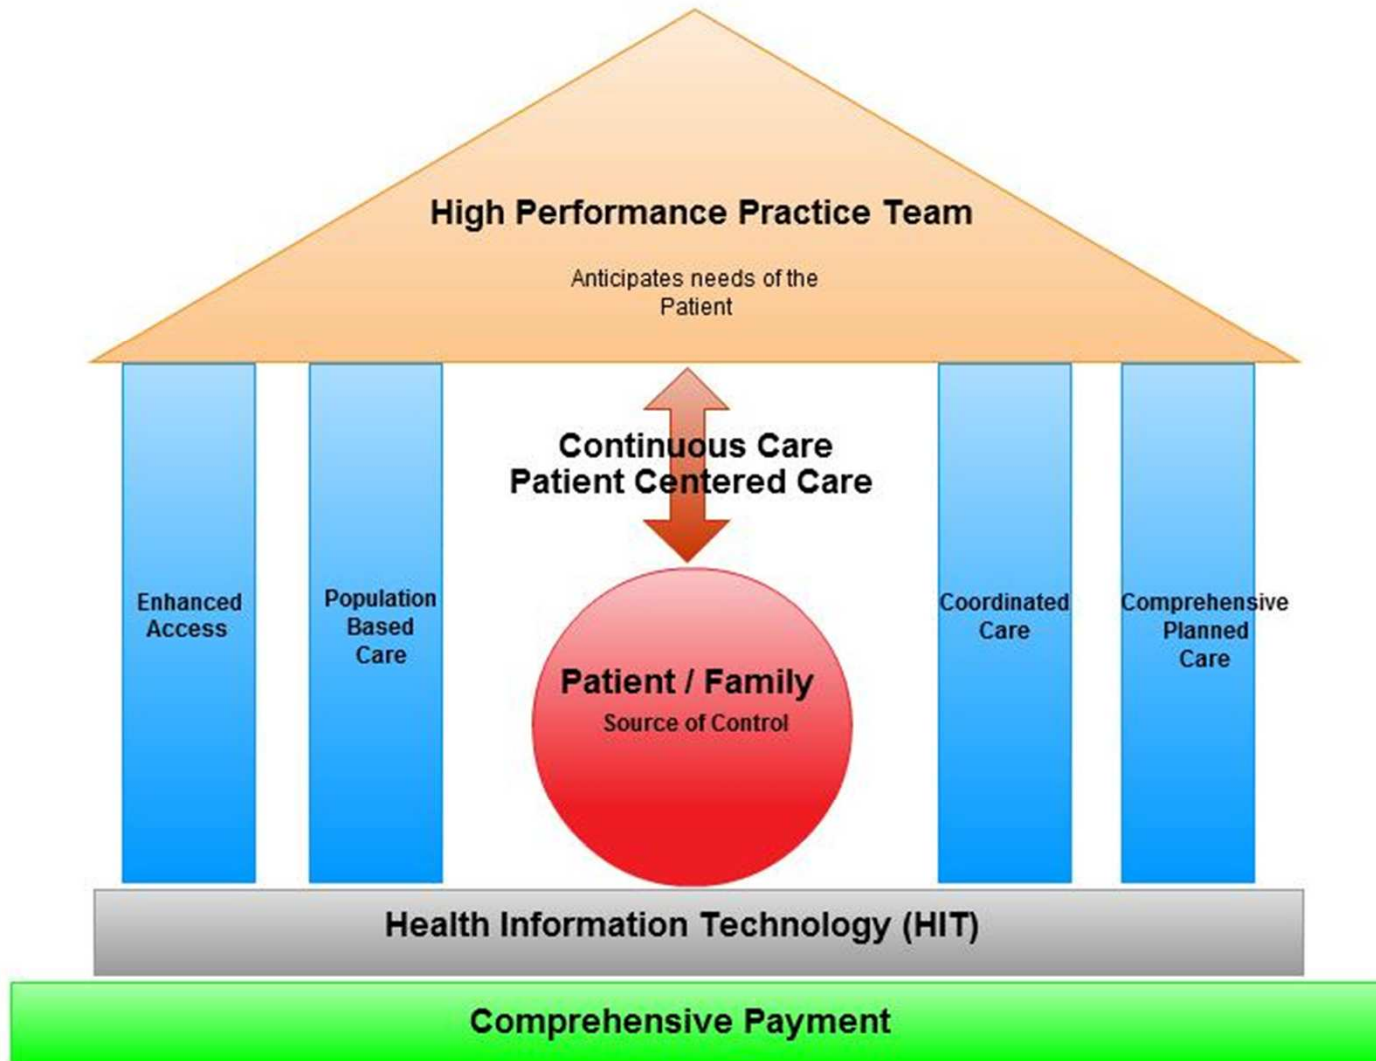 High Performance Practice Team
Anticipates needs of the
Patient
Continuous Care
Patient Centered Care
Enhanced
Access
Population
Based
Care
Patient / Family
Source of Control
Coordinated
Care
Comprehensive
Planned
Care
Health Information Technology (HIT)
Comprehensive Payment